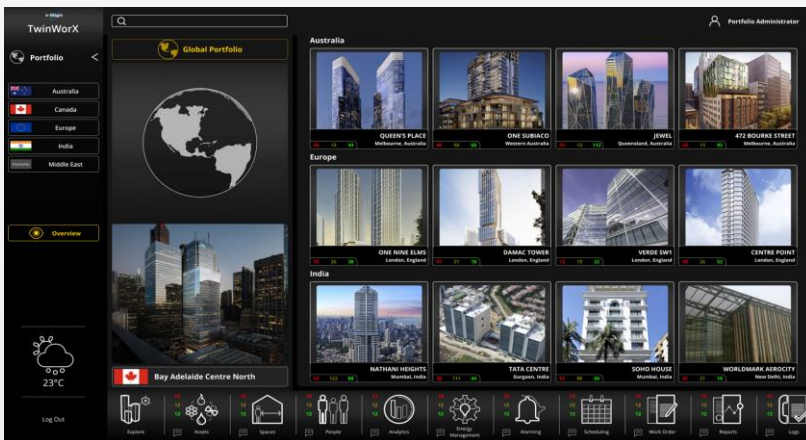 e-Magic
TwinWorX
Portfolio
<
Australia
Canada
Europe
India
Middle East
Overview
23°C
Log Out
Global Portfolio
Bay Adelaide Centre North
Portfolio Administrator
Australia
QUEEN'S PLACE
Melbourne, Australia
ONE SUBIACO
Western Australia
JEWEL
Queensland, Australia
472 BOURKE STREET
Melbourne, Australia
Europe
ONE NINE ELMS
London, England
DAMAC TOWER
London, England
VERDE SW1
London, England
CENTRE POINT
London, England
India
NATHANI HEIGHTS
Mumbai, India
TATA CENTRE
Gurgaon, India
SOHO HOUSE
Mumbai, India
WORLDMARK AEROCITY
New Delhi, India
Explore
Assets
Spaces
People
Analytics
Energy
Management
Alarming
Scheduling
Work Order
Reports
Logs